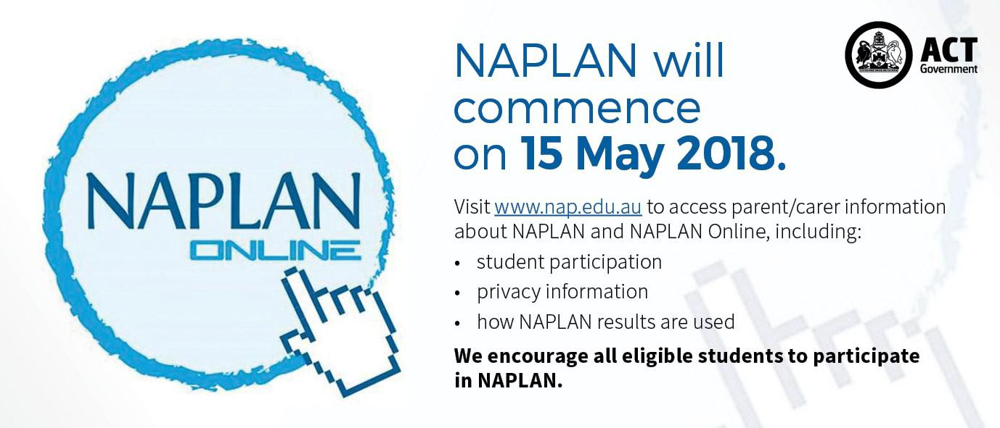 NAPLAN
ONLINE
NAPLAN will
commence
on 15 May 2018.
ACT
Government
Visit www.nap.edu.au to access parent/carer information
about NAPLAN and NAPLAN Online, including:
• student participation
• privacy information
• how NAPLAN results are used
We encourage all eligible students to participate
in NAPLAN.